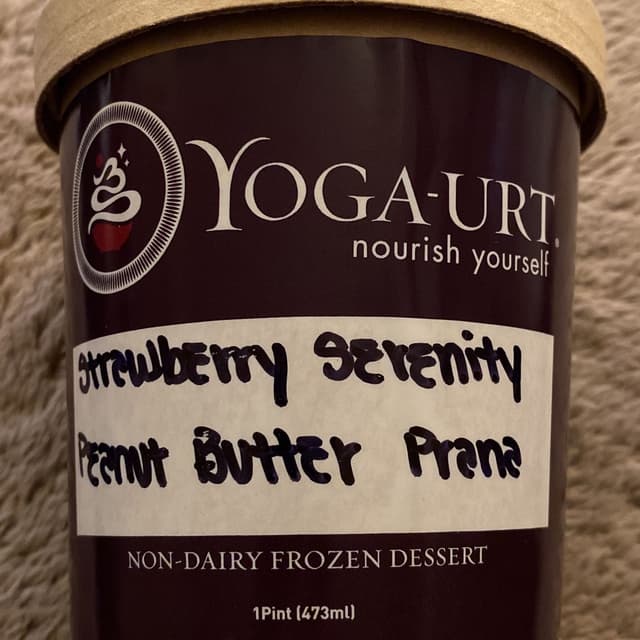 YOGA-URT
nourish yourself
Strawberry Serenity
Peanut Butter Prana
NON-DAIRY FROZEN DESSERT
1Pint (473ml)